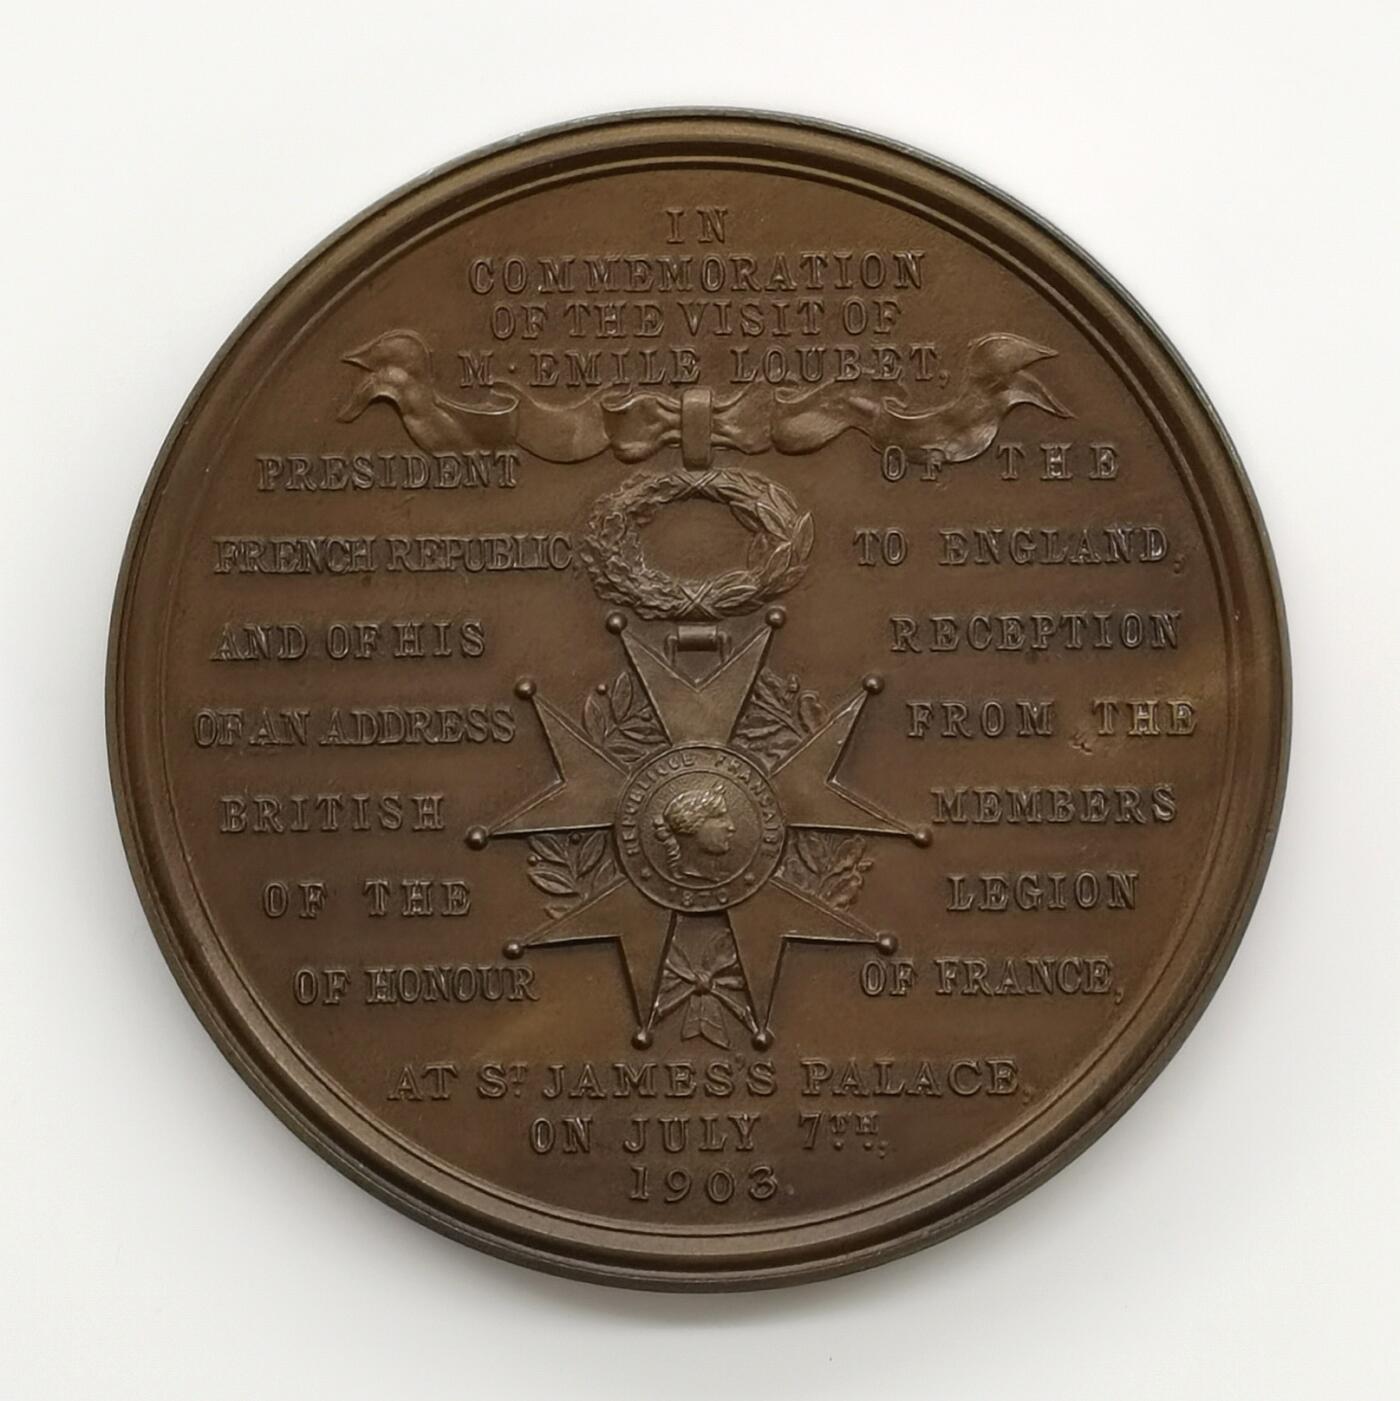 IN
COMMEMORATION
OF THE VISIT OF
M. EMILE LOUBET,
PRESIDENT OF THE
FRENCH REPUBLIC, TO ENGLAND,
AND OF HIS RECEPTION
OF AN ADDRESS FROM THE
BRITISH MEMBERS
OF THE LEGION
OF HONOUR OF FRANCE,
AT ST JAMES'S PALACE,
ON JULY 7TH,
1903.
REPUBLIQUE FRANÇAISE
1870